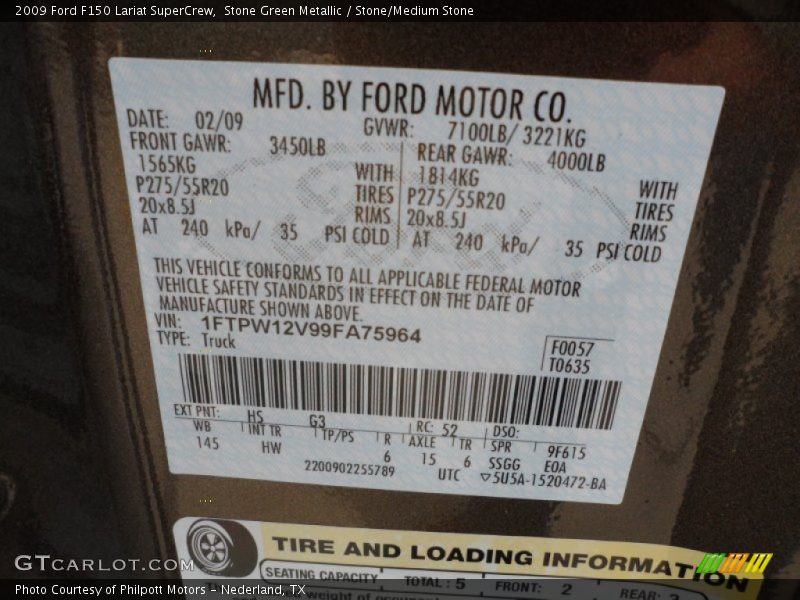 2009 Ford F150 Lariat SuperCrew, Stone Green Metallic / Stone/Medium Stone
MFD. BY FORD MOTOR CO.
DATE: 02/09 GVWR: 7100LB/ 3221KG
FRONT GAWR: 3450LB REAR GAWR: 4000LB
1565KG WITH 1814KG WITH
P275/55R20 TIRES P275/55R20 TIRES
20x8.5J RIMS 20x8.5J RIMS
AT 240 kPa/ 35 PSI COLD AT 240 kPa/ 35 PSI COLD
THIS VEHICLE CONFORMS TO ALL APPLICABLE FEDERAL MOTOR
VEHICLE SAFETY STANDARDS IN EFFECT ON THE DATE OF
MANUFACTURE SHOWN ABOVE.
VIN: 1FTPW12V99FA75964
TYPE: Truck
F0057
T0635
EXT PNT: HS G3 RC: 52 DSO:
WB INT TR TP/PS R AXLE TR SPR 9F615
145 HW 6 15 6 SSGG E0A
2200902255789 UTC 5U5A-1520472-BA
TIRE AND LOADING INFORMATION
SEATING CAPACITY TOTAL : 5 FRONT: 2 REAR: 3
weight of
GTCARLOT.COM
Photo Courtesy of Philpott Motors - Nederland, TX